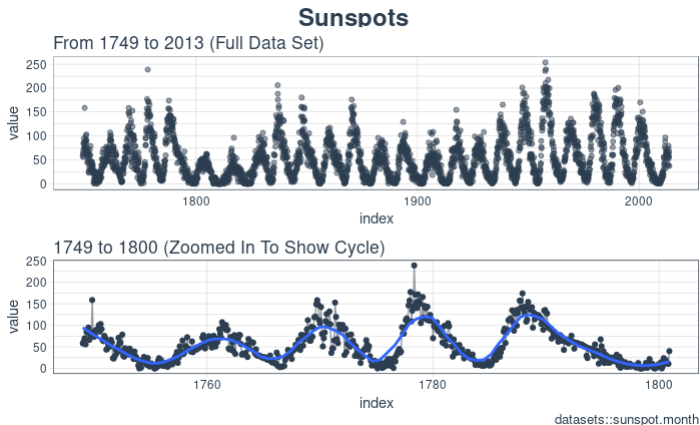 Sunspots
From 1749 to 2013 (Full Data Set)
250
200
150
100
50
0
value
1800 1900 2000
index
1749 to 1800 (Zoomed In To Show Cycle)
250
200
150
100
50
0
value
1760 1780 1800
index
datasets::sunspot.month